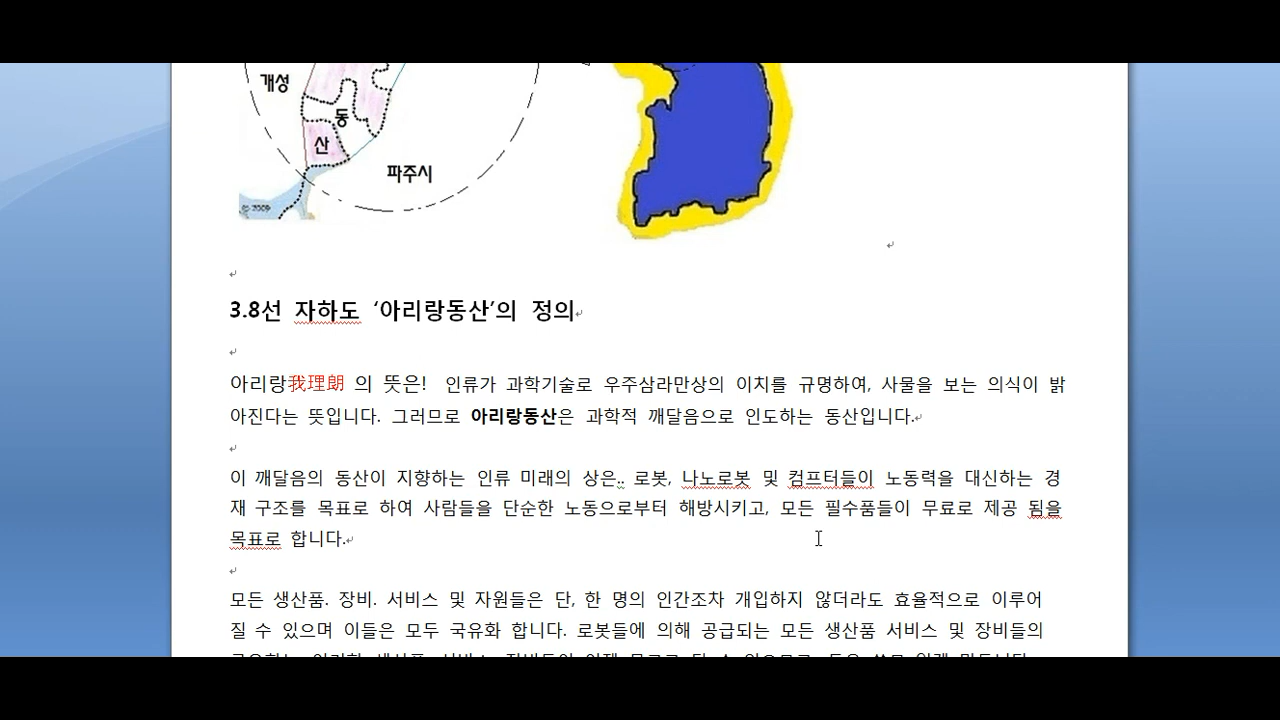 개성
동
산
파주시
© 2009
3.8선 자하도 ‘아리랑동산’의 정의
아리랑我理朗 의 뜻은! 인류가 과학기술로 우주삼라만상의 이치를 규명하여, 사물을 보는 의식이 밝
아진다는 뜻입니다. 그러므로 아리랑동산은 과학적 깨달음으로 인도하는 동산입니다.
이 깨달음의 동산이 지향하는 인류 미래의 상은.. 로봇, 나노로봇 및 컴프터들이 노동력을 대신하는 경
재 구조를 목표로 하여 사람들을 단순한 노동으로부터 해방시키고, 모든 필수품들이 무료로 제공 됨을
목표로 합니다.
모든 생산품. 장비. 서비스 및 자원들은 단, 한 명의 인간조차 개입하지 않더라도 효율적으로 이루어
질 수 있으며 이들은 모두 국유화 합니다. 로봇들에 의해 공급되는 모든 생산품 서비스 및 장비들의